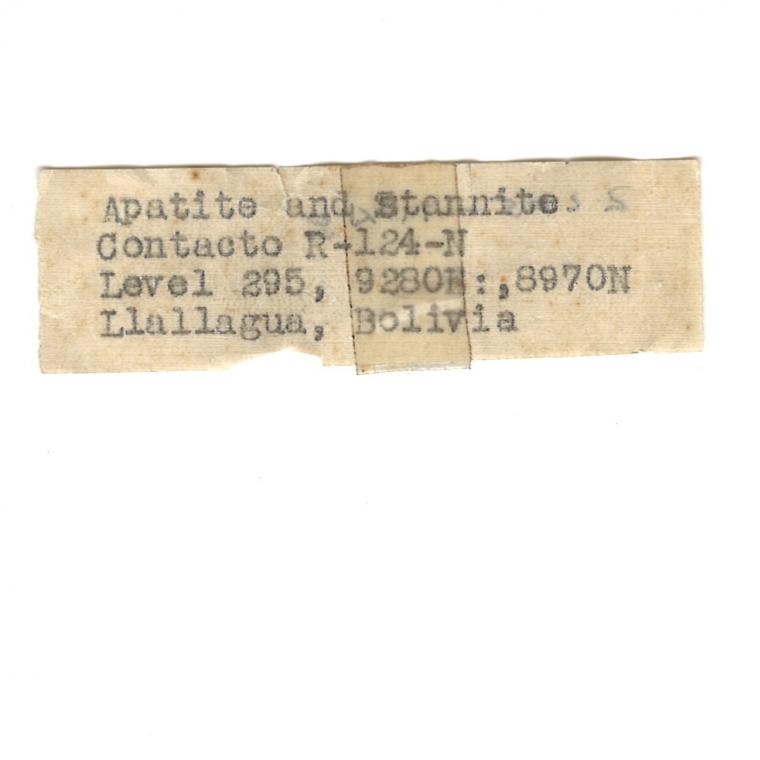 Apatite and Stannite
Contacto R-124-N
Level 295, 9280E:,8970N
Llallagua, Bolivia